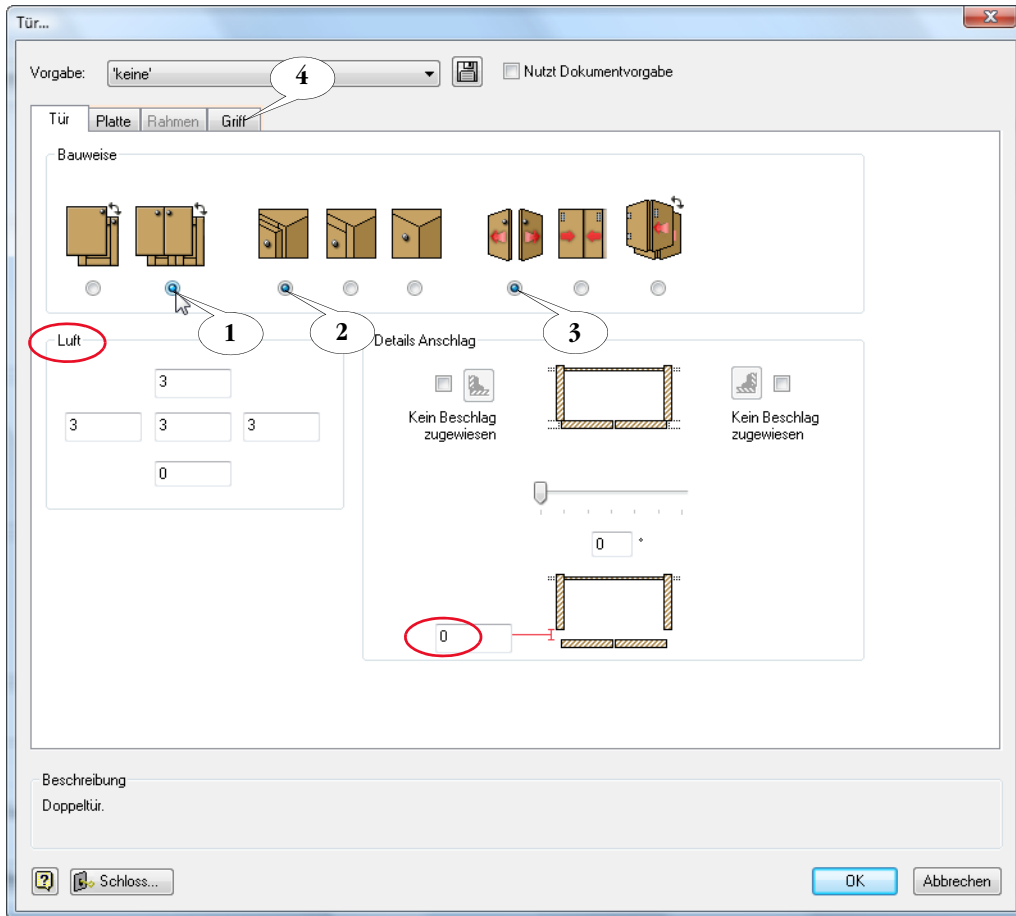 Tür...
Vorgabe: 'keine' Nutzt Dokumentvorgabe
4
Tür Platte Rahmen Griff
Bauweise
1 2 3
Luft
3
3 3 3
0
Details Anschlag
Kein Beschlag
zugewiesen
Kein Beschlag
zugewiesen
0 °
0
Beschreibung
Doppeltür.
? Schloss... OK Abbrechen